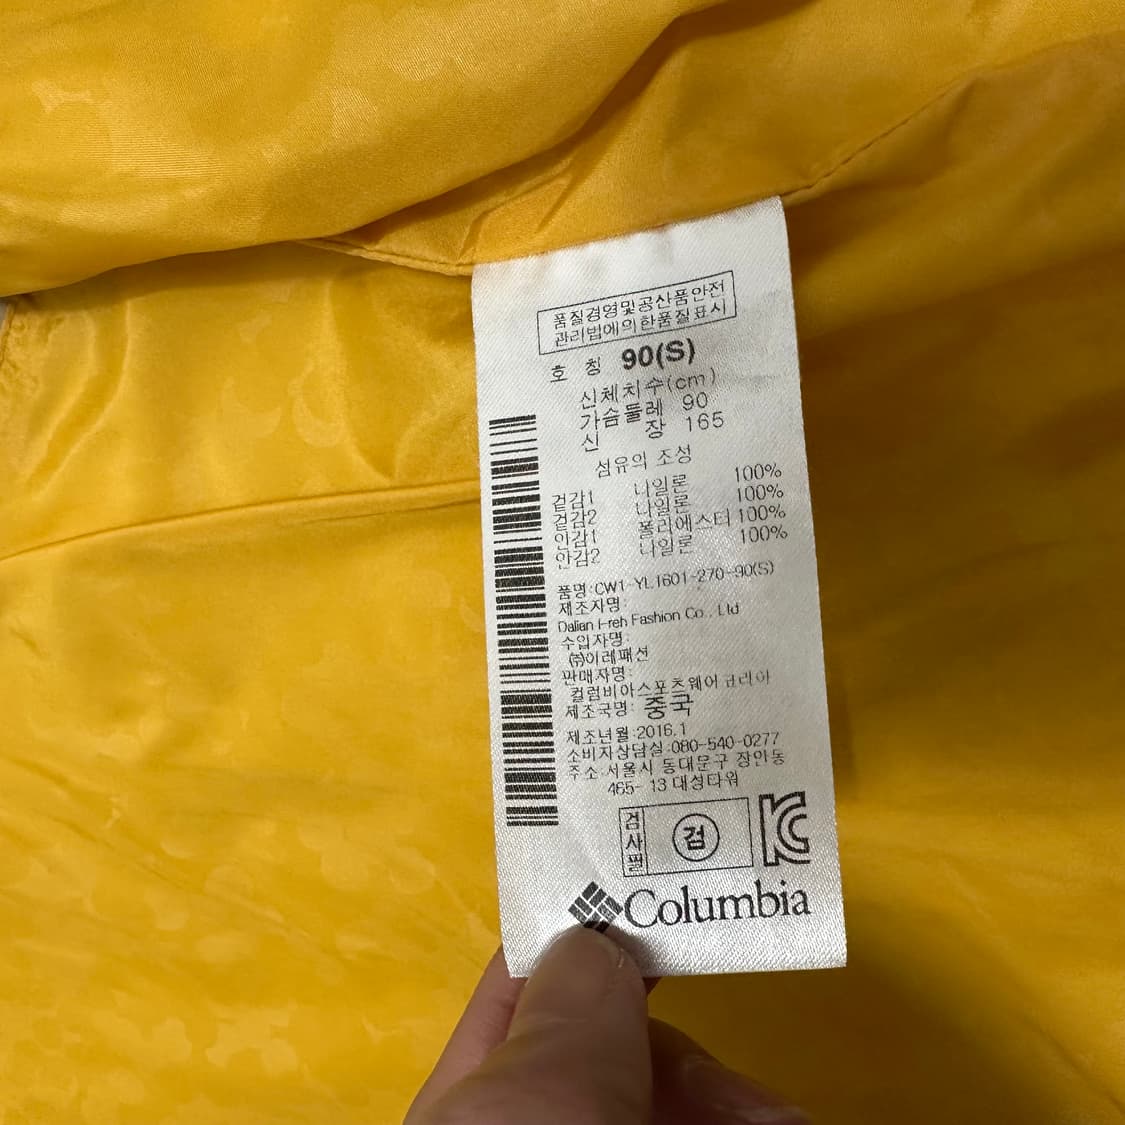 품질경영및공산품안전
관리법에의한품질표시
호 칭 90(S)
신체치수(cm)
가슴둘레 90
신 장 165
섬유의 조성
겉감1 나일론 100%
겉감2 나일론 100%
안감1 폴리에스터 100%
안감2 나일론 100%
품명:CW1-YL1601-270-90(S)
제조자명:
Dalian I-reh Fashion Co., Ltd
수입자명:
㈜이레패션
판매자명:
컬럼비아스포츠웨어코리아
제조국명: 중국
제조년월:2016.1
소비자상담실:080-540-0277
주소:서울시 동대문구 장안동
465-13 대성타워
검사필
검
KC
Columbia